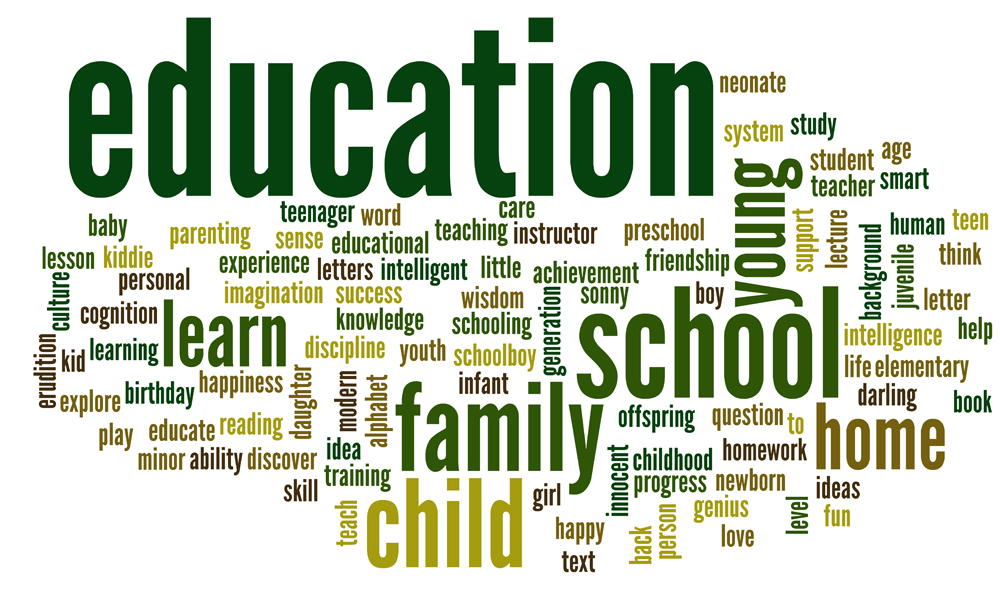 education
neonate
system
study
young
student
age
teacher
smart
baby
teenager
word
care
parenting
sense
educational
teaching
instructor
preschool
support
lecture
background
human
teen
lesson
kiddie
personal
experience
letters
intelligent
little
achievement
friendship
juvenile
think
culture
imagination
success
wisdom
generation
sonny
boy
letter
cognition
learn
knowledge
schooling
school
intelligence
help
erudition
kid
learning
discipline
youth
schoolboy
life
elementary
explore
birthday
happiness
daughter
modern
alphabet
infant
family
darling
book
play
educate
reading
offspring
question
to
home
minor
ability
discover
idea
training
innocent
childhood
homework
skill
teach
child
girl
progress
newborn
ideas
happy
text
back
person
genius
love
level
fun